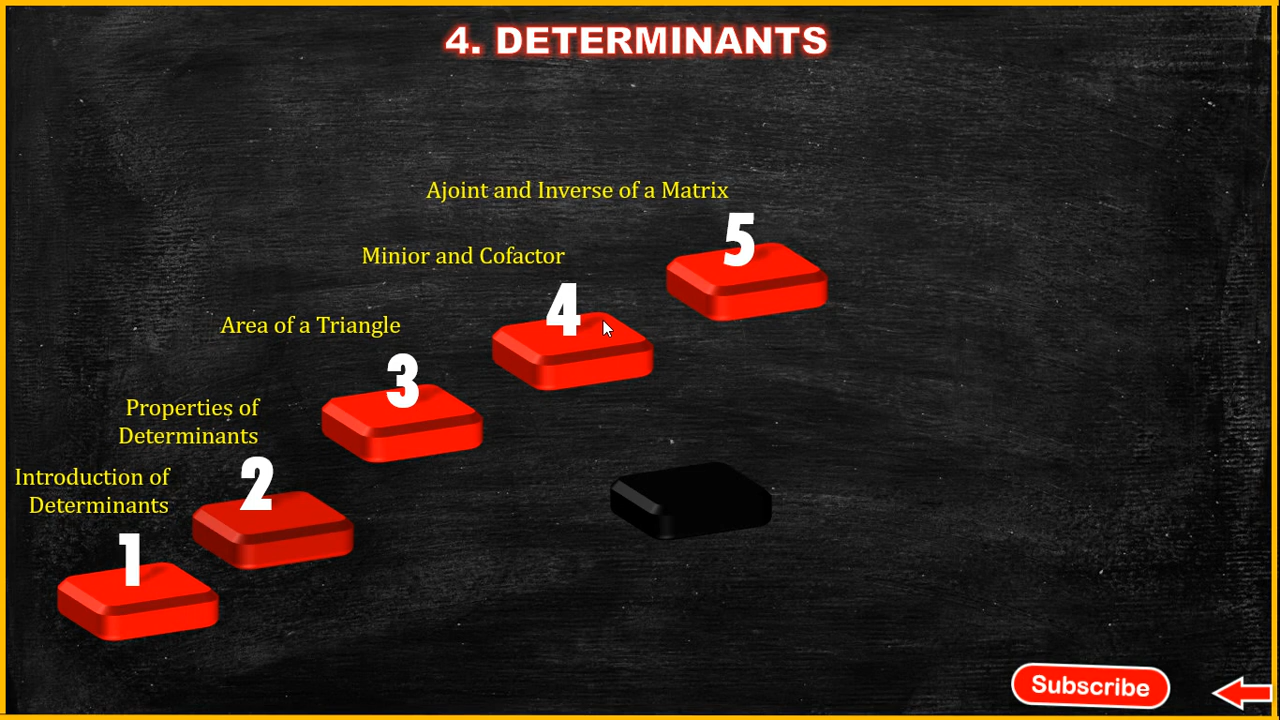 4. DETERMINANTS
Ajoint and Inverse of a Matrix
5
Minior and Cofactor
4
Area of a Triangle
3
Properties of
Determinants
2
Introduction of
Determinants
1
Subscribe